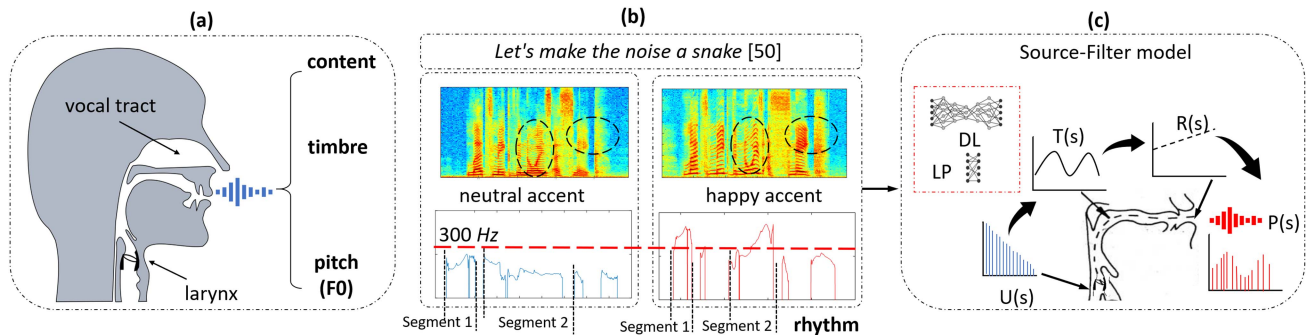 (a)
content
vocal tract
timbre
pitch
(F0)
larynx
(b)
Let's make the noise a snake [50]
neutral accent
happy accent
300 Hz
Segment 1
Segment 2
Segment 1
Segment 2
rhythm
(c)
Source-Filter model
DL
LP
T(s)
R(s)
P(s)
U(s)